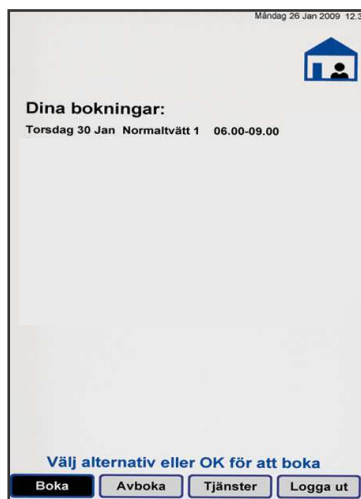 Måndag 26 Jan 2009 12.3
Dina bokningar:
Torsdag 30 Jan Normaltvätt 1 06.00-09.00
Välj alternativ eller OK för att boka
Boka Avboka Tjänster Logga ut